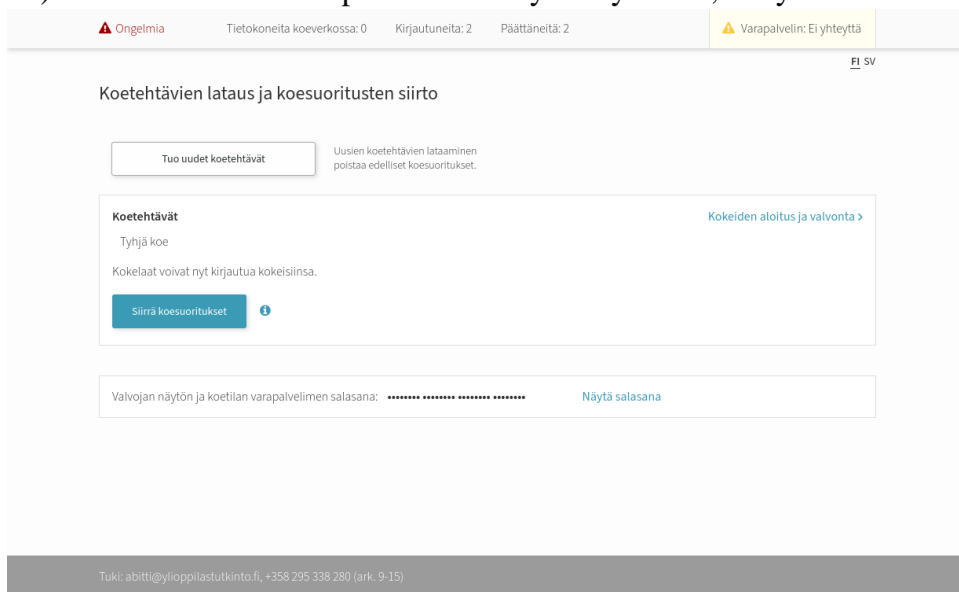 Ongelmia Tietokoneita koeverkossa: 0 Kirjautuneita: 2 Päättäneitä: 2 Varapalvelin: Ei yhteyttä
FI SV
Koetehtävien lataus ja koesuoritusten siirto
Tuo uudet koetehtävät
Uusien koetehtävien lataaminen
poistaa edelliset koesuoritukset.
Koetehtävät Kokeiden aloitus ja valvonta >
Tyhjä koe
Kokelaat voivat nyt kirjautua kokeisiinsa.
Siirrä koesuoritukset
Valvojan näytön ja koetilan varapalvelimen salasana: •••••••• •••••••• •••••••• •••••••• Näytä salasana
Tuki: abitti@ylioppilastutkinto.fi, +358 295 338 280 (ark. 9-15)